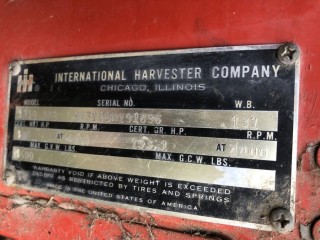 INTERNATIONAL HARVESTER COMPANY
CHICAGO, ILLINOIS
MODEL SERIAL NO. W.B.
137
H.P. R.P.M. CERT. GR. H.P. R.P.M.
AT AT
MAX. G.V.W. LBS. MAX. G.C.W. LBS.
WARRANTY VOID IF ABOVE WEIGHT IS EXCEEDED
AS RESTRICTED BY TIRES AND SPRINGS
MADE IN THE UNITED STATES OF AMERICA